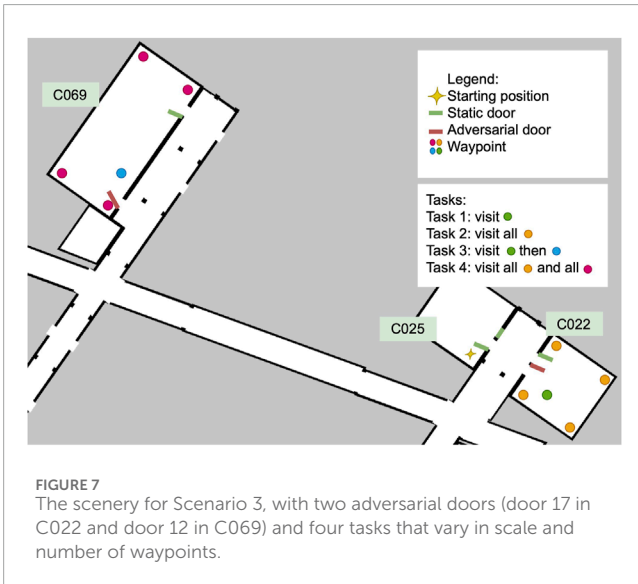 C069
Legend:
Starting position
Static door
Adversarial door
Waypoint
Tasks:
Task 1: visit
Task 2: visit all
Task 3: visit then
Task 4: visit all and all
C025
C022
FIGURE 7
The scenery for Scenario 3, with two adversarial doors (door 17 in
C022 and door 12 in C069) and four tasks that vary in scale and
number of waypoints.